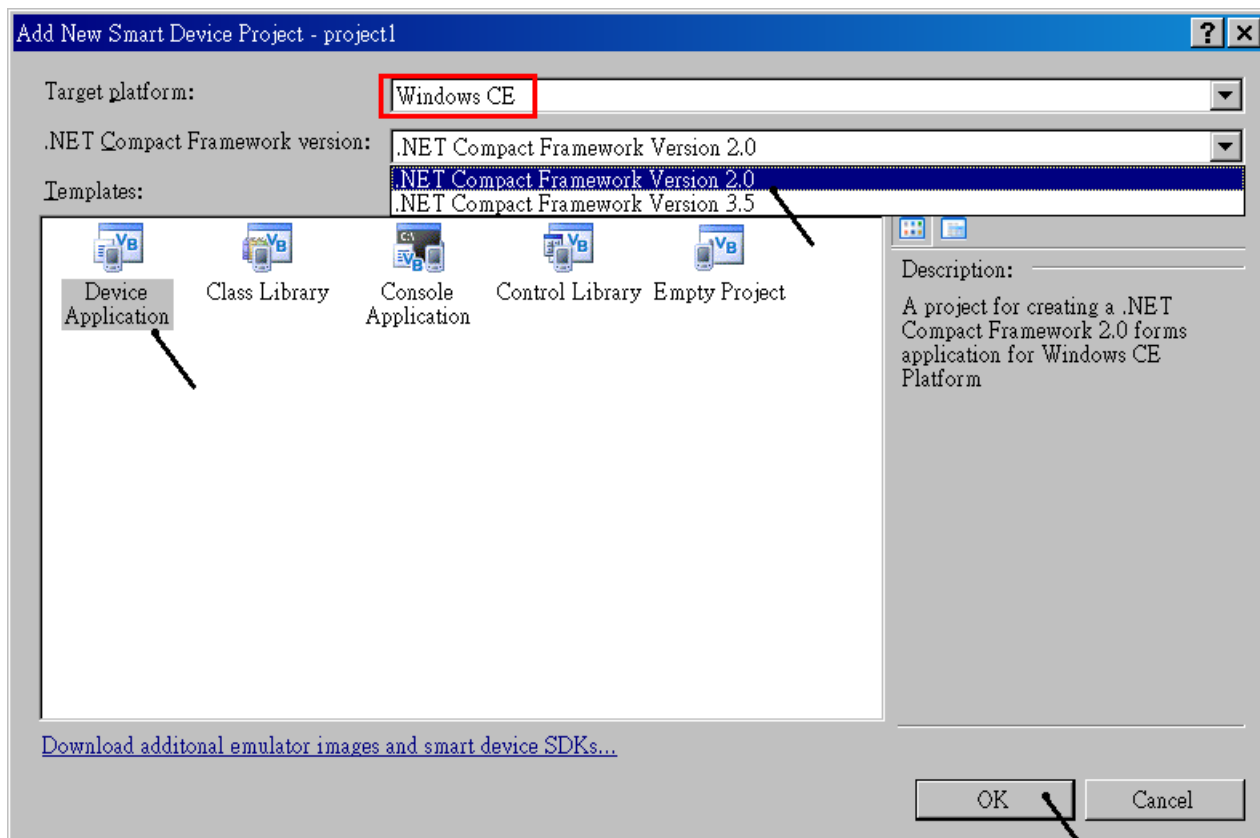 Add New Smart Device Project - project1
Target platform:
Windows CE
.NET Compact Framework version:
.NET Compact Framework Version 2.0
.NET Compact Framework Version 2.0
.NET Compact Framework Version 3.5
Templates:
Device
Application
Class Library
Console
Application
Control Library
Empty Project
Description:
A project for creating a .NET
Compact Framework 2.0 forms
application for Windows CE
Platform
Download additonal emulator images and smart device SDKs...
OK
Cancel